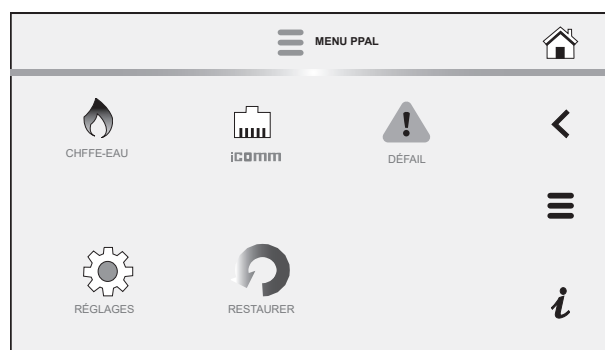 MENU PPAL
CHFFE-EAU
icomm
DÉFAIL
RÉGLAGES
RESTAURER
i